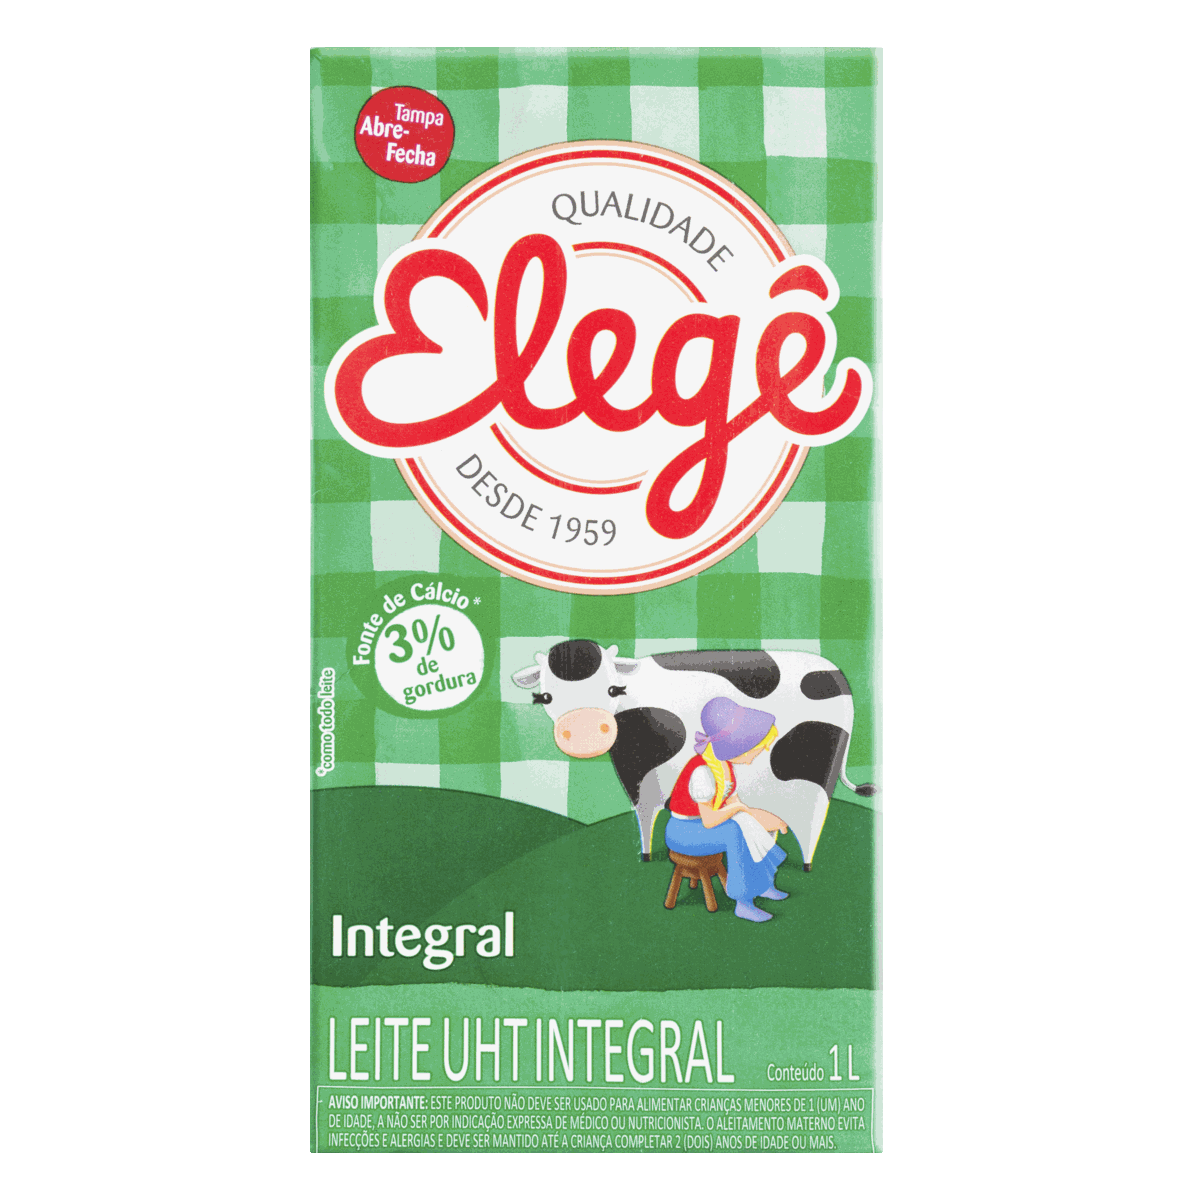 Tampa
Abre-
Fecha
QUALIDADE
Elegê
DESDE 1959
Fonte de Cálcio*
3%
de
gordura
*como todo leite
Integral
LEITE UHT INTEGRAL
Conteúdo 1 L
AVISO IMPORTANTE: ESTE PRODUTO NÃO DEVE SER USADO PARA ALIMENTAR CRIANÇAS MENORES DE 1 (UM) ANO
DE IDADE, A NÃO SER POR INDICAÇÃO EXPRESSA DE MÉDICO OU NUTRICIONISTA. O ALEITAMENTO MATERNO EVITA
INFECÇÕES E ALERGIAS E DEVE SER MANTIDO ATÉ A CRIANÇA COMPLETAR 2 (DOIS) ANOS DE IDADE OU MAIS.